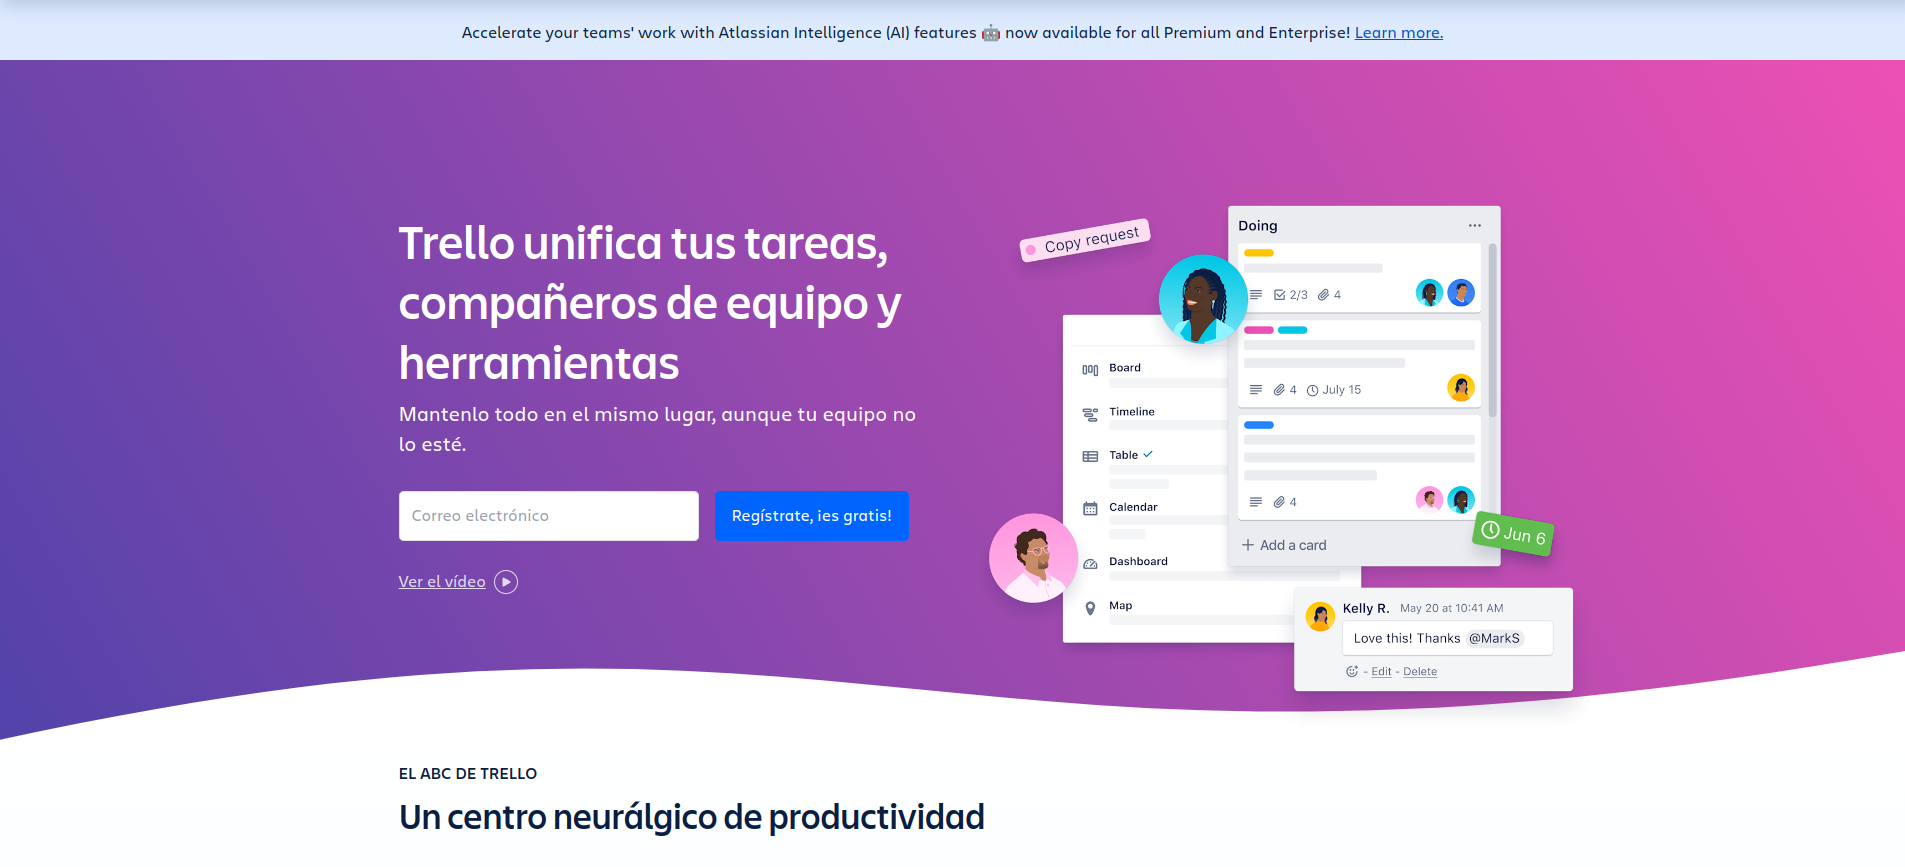 Accelerate your teams' work with Atlassian Intelligence (AI) features 🤖 now available for all Premium and Enterprise! Learn more.
Trello unifica tus tareas,
compañeros de equipo y
herramientas
Mantenlo todo en el mismo lugar, aunque tu equipo no
lo esté.
Correo electrónico
Regístrate, ¡es gratis!
Ver el vídeo
Copy request
Doing
2/3
4
4
July 15
4
Add a card
Jun 6
Board
Timeline
Table
Calendar
Dashboard
Map
Kelly R. May 20 at 10:41 AM
Love this! Thanks @MarkS
- Edit - Delete
EL ABC DE TRELLO
Un centro neurálgico de productividad